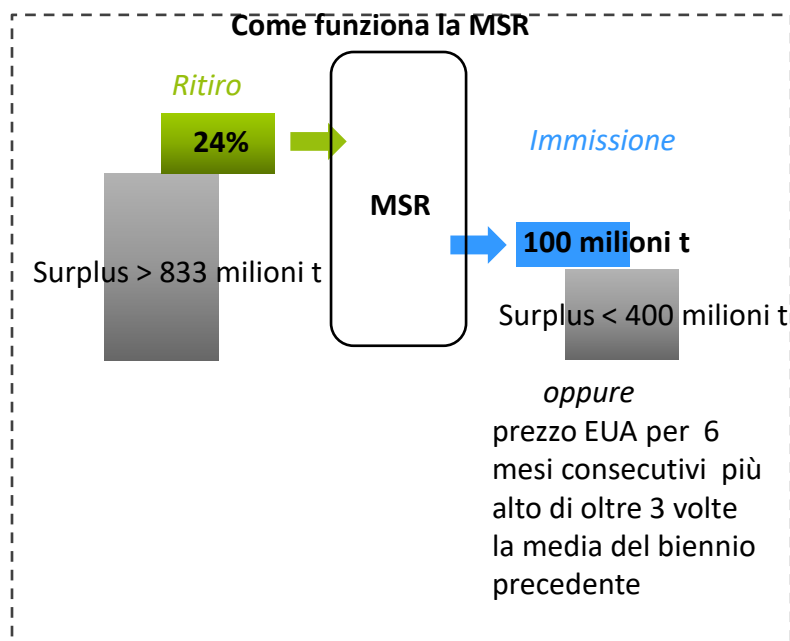 Come funziona la MSR
Ritiro
24%
Surplus > 833 milioni t
MSR
Immissione
100 milioni t
Surplus < 400 milioni t
oppure
prezzo EUA per 6
mesi consecutivi più
alto di oltre 3 volte
la media del biennio
precedente